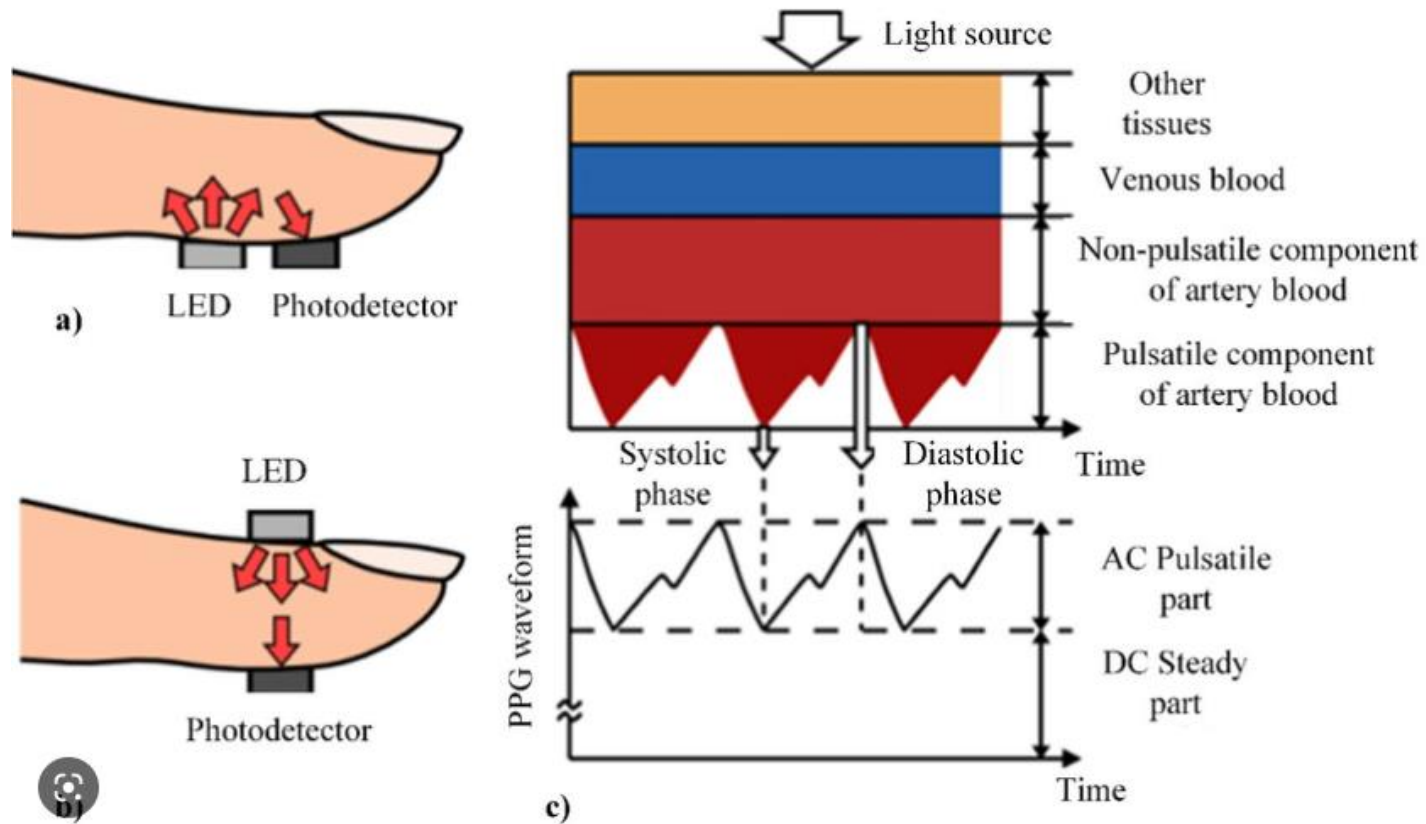 LED
Photodetector
a)
LED
Photodetector
b)
Light source
Other
tissues
Venous blood
Non-pulsatile component
of artery blood
Pulsatile component
of artery blood
Systolic
phase
Diastolic
phase
Time
PPG waveform
AC Pulsatile
part
DC Steady
part
Time
c)